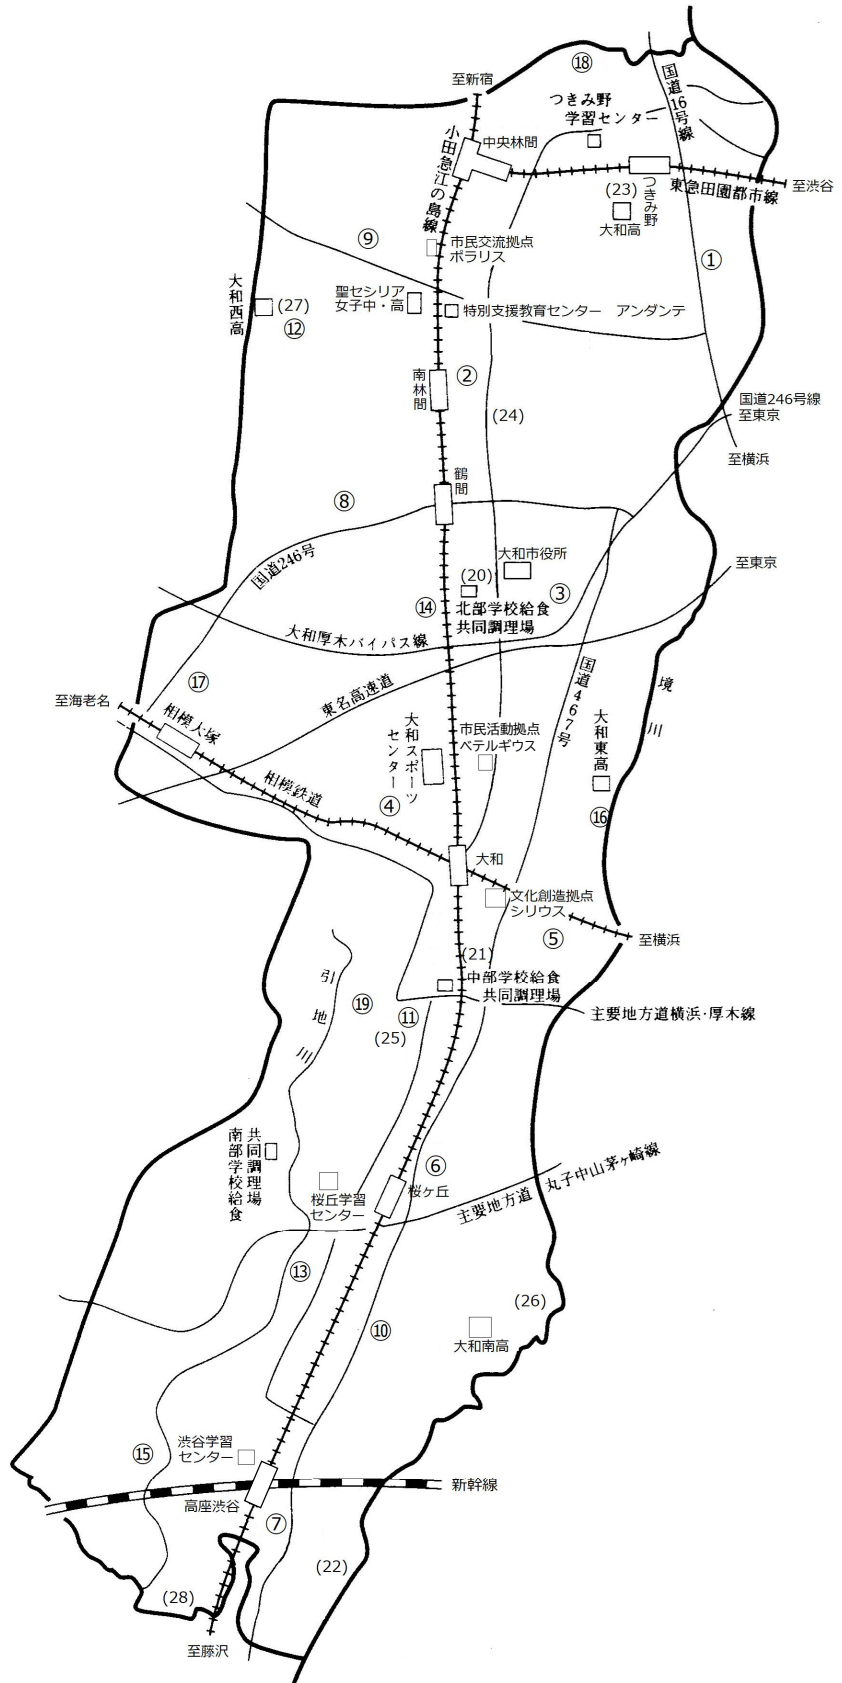 ⑱
至新宿
国道16号線
つきみ野
学習センター
小田急江の島線
中央林間
(23)
つきみ野
東急田園都市線
至渋谷
大和高
⑨
市民交流拠点
ポラリス
①
大和西高
(27)
⑫
聖セシリア
女子中・高
特別支援教育センター アンダンテ
南林間
②
(24)
国道246号線
至東京
至横浜
鶴間
⑧
国道246号
大和市役所
至東京
(20)
③
⑭
北部学校給食
共同調理場
大和厚木バイパス線
境川
国道467号
⑰
東名高速道
至海老名
相模大塚
大和スポーツ
センター
市民活動拠点
ベテルギウス
大和東高
相模鉄道
④
⑯
大和
文化創造拠点
シリウス
⑤
至横浜
(21)
引地川
中部学校給食
共同調理場
⑲
⑪
主要地方道横浜・厚木線
(25)
共同調理場
南部学校給食
⑥
主要地方道 丸子中山茅ヶ崎線
桜丘学習
センター
桜ヶ丘
⑬
(26)
⑩
大和南高
⑮
渋谷学習
センター
新幹線
高座渋谷
⑦
(22)
(28)
至藤沢